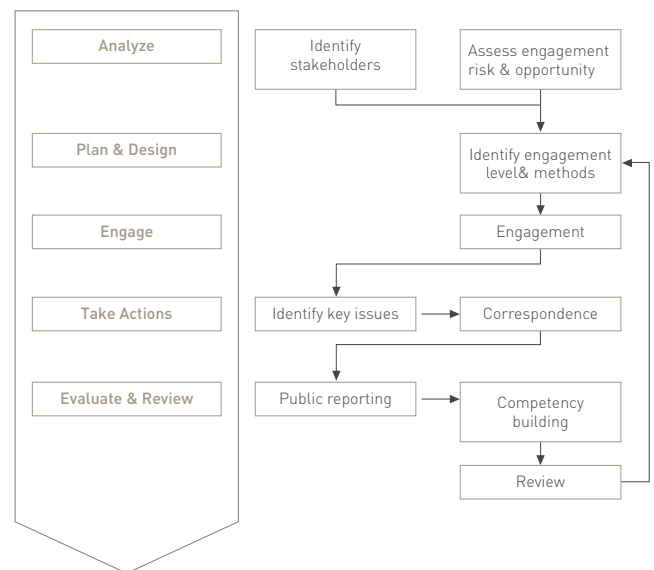 Analyze
Identify
stakeholders
Assess engagement
risk & opportunity
Plan & Design
Identify engagement
level& methods
Engage
Engagement
Take Actions
Identify key issues
Correspondence
Evaluate & Review
Public reporting
Competency
building
Review